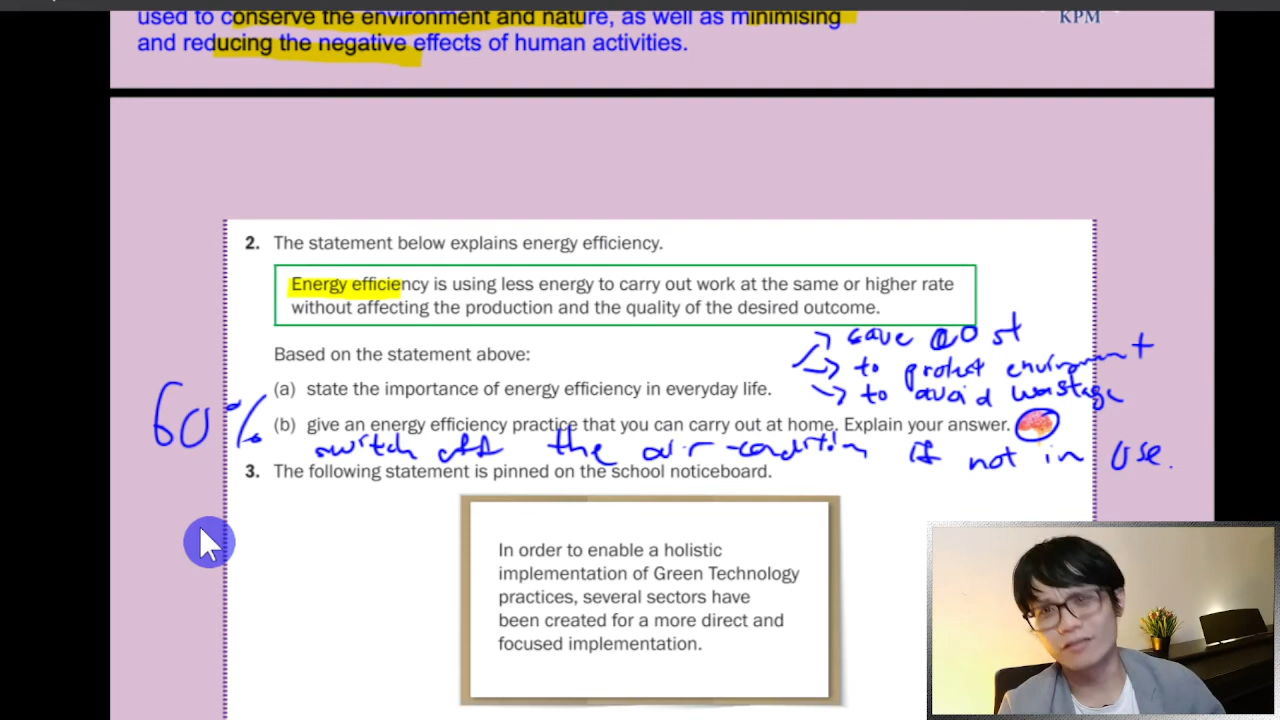 used to conserve the environment and nature, as well as minimising
and reducing the negative effects of human activities.
KPM
2. The statement below explains energy efficiency.
Energy efficiency is using less energy to carry out work at the same or higher rate
without affecting the production and the quality of the desired outcome.
→ save cost
Based on the statement above:
→ to protect environment
(a) state the importance of energy efficiency in everyday life.
→ to avoid wastage
60%
(b) give an energy efficiency practice that you can carry out at home. Explain your answer.
switch off the air-condition if not in use.
3. The following statement is pinned on the school noticeboard.
In order to enable a holistic
implementation of Green Technology
practices, several sectors have
been created for a more direct and
focused implementation.